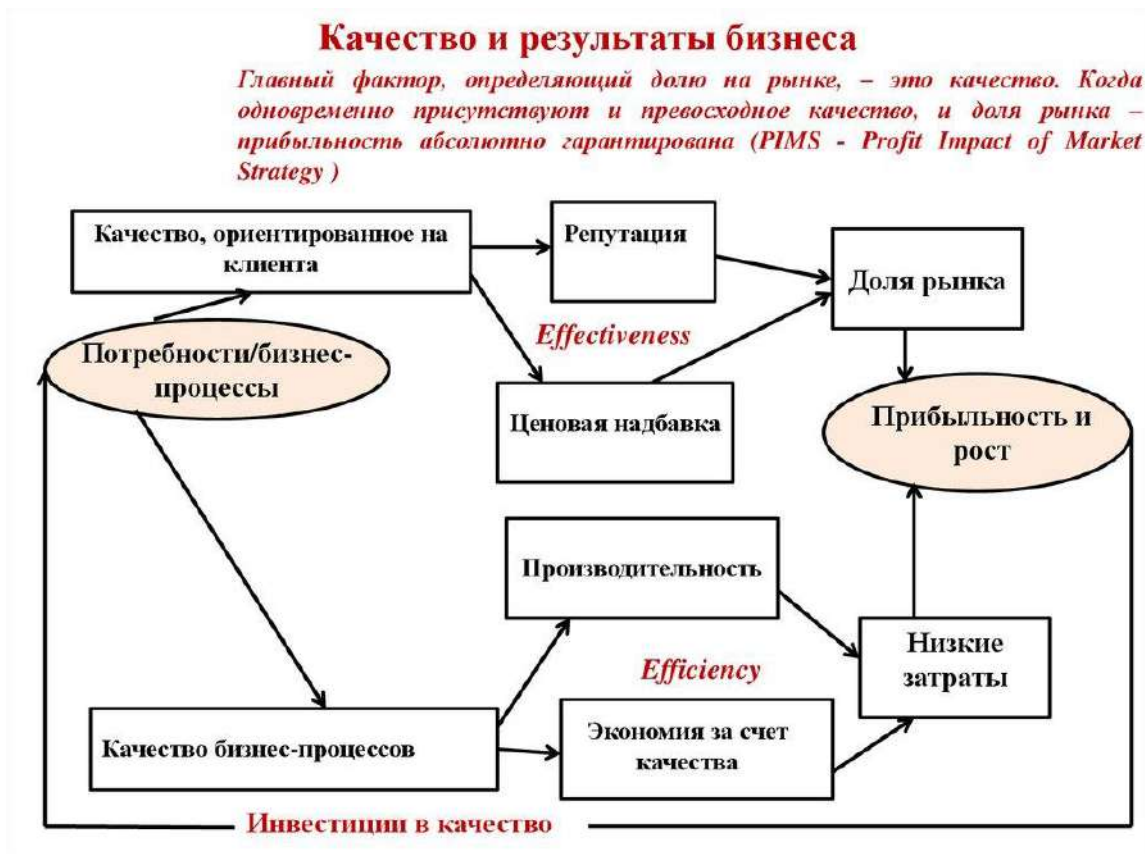 Качество и результаты бизнеса
Главный фактор, определяющий долю на рынке, – это качество. Когда
одновременно присутствуют и превосходное качество, и доля рынка –
прибыльность абсолютно гарантирована (PIMS - Profit Impact of Market
Strategy )
Качество, ориентированное на
клиента
Репутация
Доля рынка
Effectiveness
Потребности/бизнес-
процессы
Ценовая надбавка
Прибыльность и
рост
Производительность
Низкие
затраты
Efficiency
Качество бизнес-процессов
Экономия за счет
качества
Инвестиции в качество